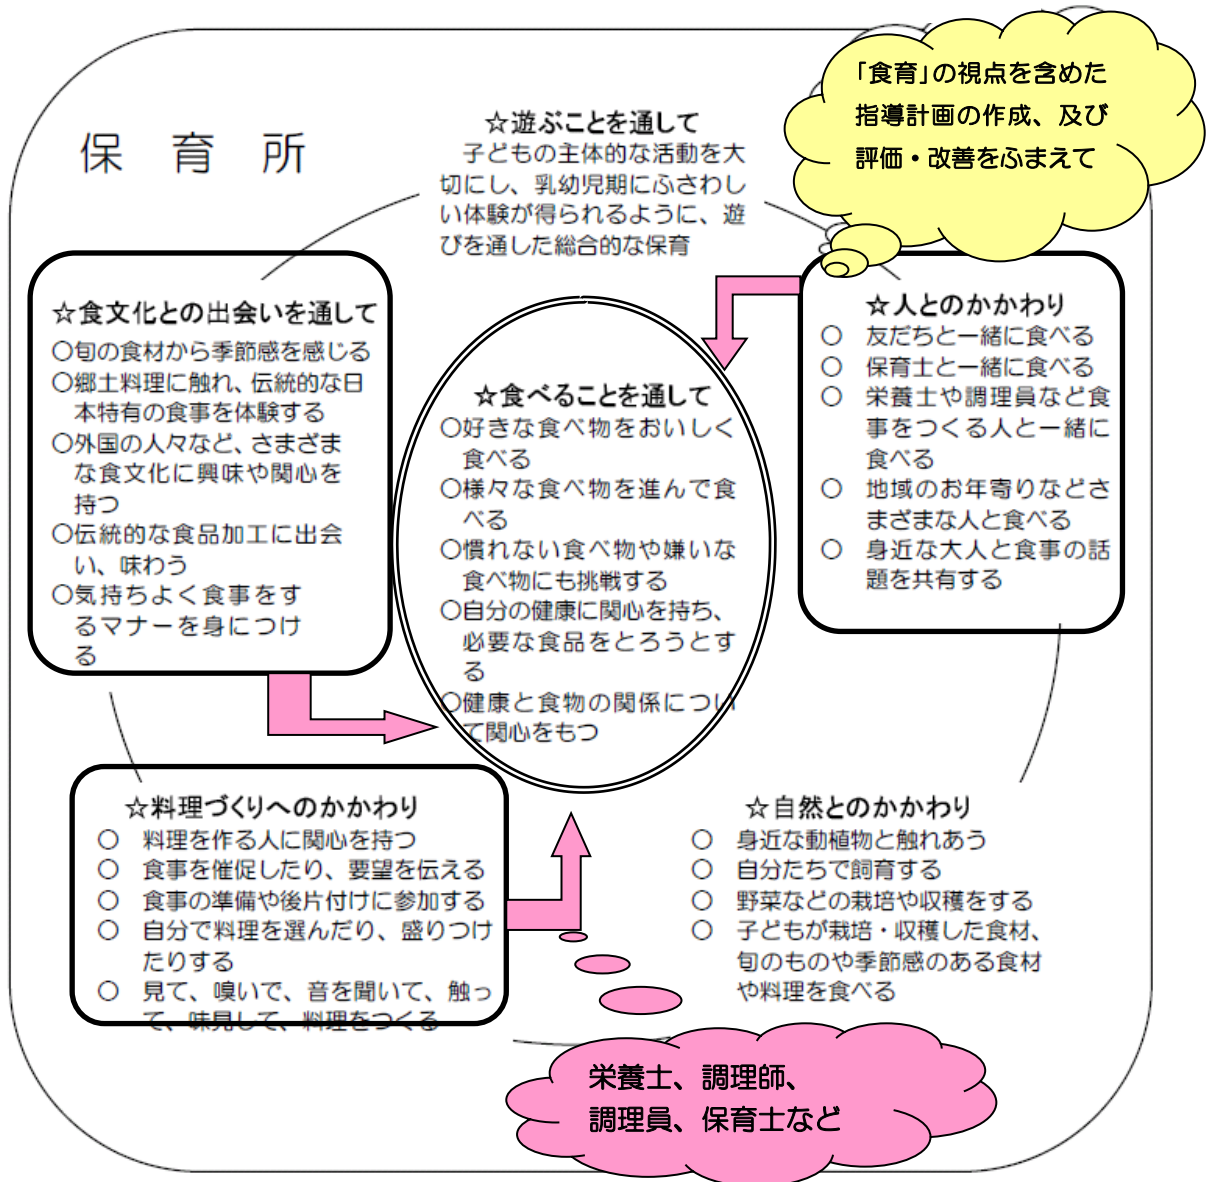 保　育　所
「食育」の視点を含めた
指導計画の作成、及び
評価・改善をふまえて
☆遊ぶことを通して
子どもの主体的な活動を大
切にし、乳幼児期にふさわし
い体験が得られるように、遊
びを通した総合的な保育
☆食文化との出会いを通して
○旬の食材から季節感を感じる
○郷土料理に触れ、伝統的な日
本特有の食事を体験する
○外国の人々など、さまざま
な食文化に興味や関心を
持つ
○伝統的な食品加工に出会
い、味わう
○気持ちよく食事をす
るマナーを身につけ
る
☆食べることを通して
○好きな食べ物をおいしく
食べる
○様々な食べ物を進んで食
べる
○慣れない食べ物や嫌いな
食べ物にも挑戦する
○自分の健康に関心を持ち、
必要な食品をとろうとす
る
○健康と食物の関係につい
て関心をもつ
☆人とのかかわり
○　友だちと一緒に食べる
○　保育士と一緒に食べる
○　栄養士や調理員など食
事をつくる人と一緒に
食べる
○　地域のお年寄りなどさ
まざまな人と食べる
○　身近な大人と食事の話
題を共有する
☆料理づくりへのかかわり
○　料理を作る人に関心を持つ
○　食事を催促したり、要望を伝える
○　食事の準備や後片付けに参加する
○　自分で料理を選んだり、盛りつけ
たりする
○　見て、嗅いで、音を聞いて、触っ
て、味見して、料理をつくる
☆自然とのかかわり
○　身近な動植物と触れあう
○　自分たちで飼育する
○　野菜などの栽培や収穫をする
○　子どもが栽培・収穫した食材、
旬のものや季節感のある食材
や料理を食べる
栄養士、調理師、
調理員、保育士など